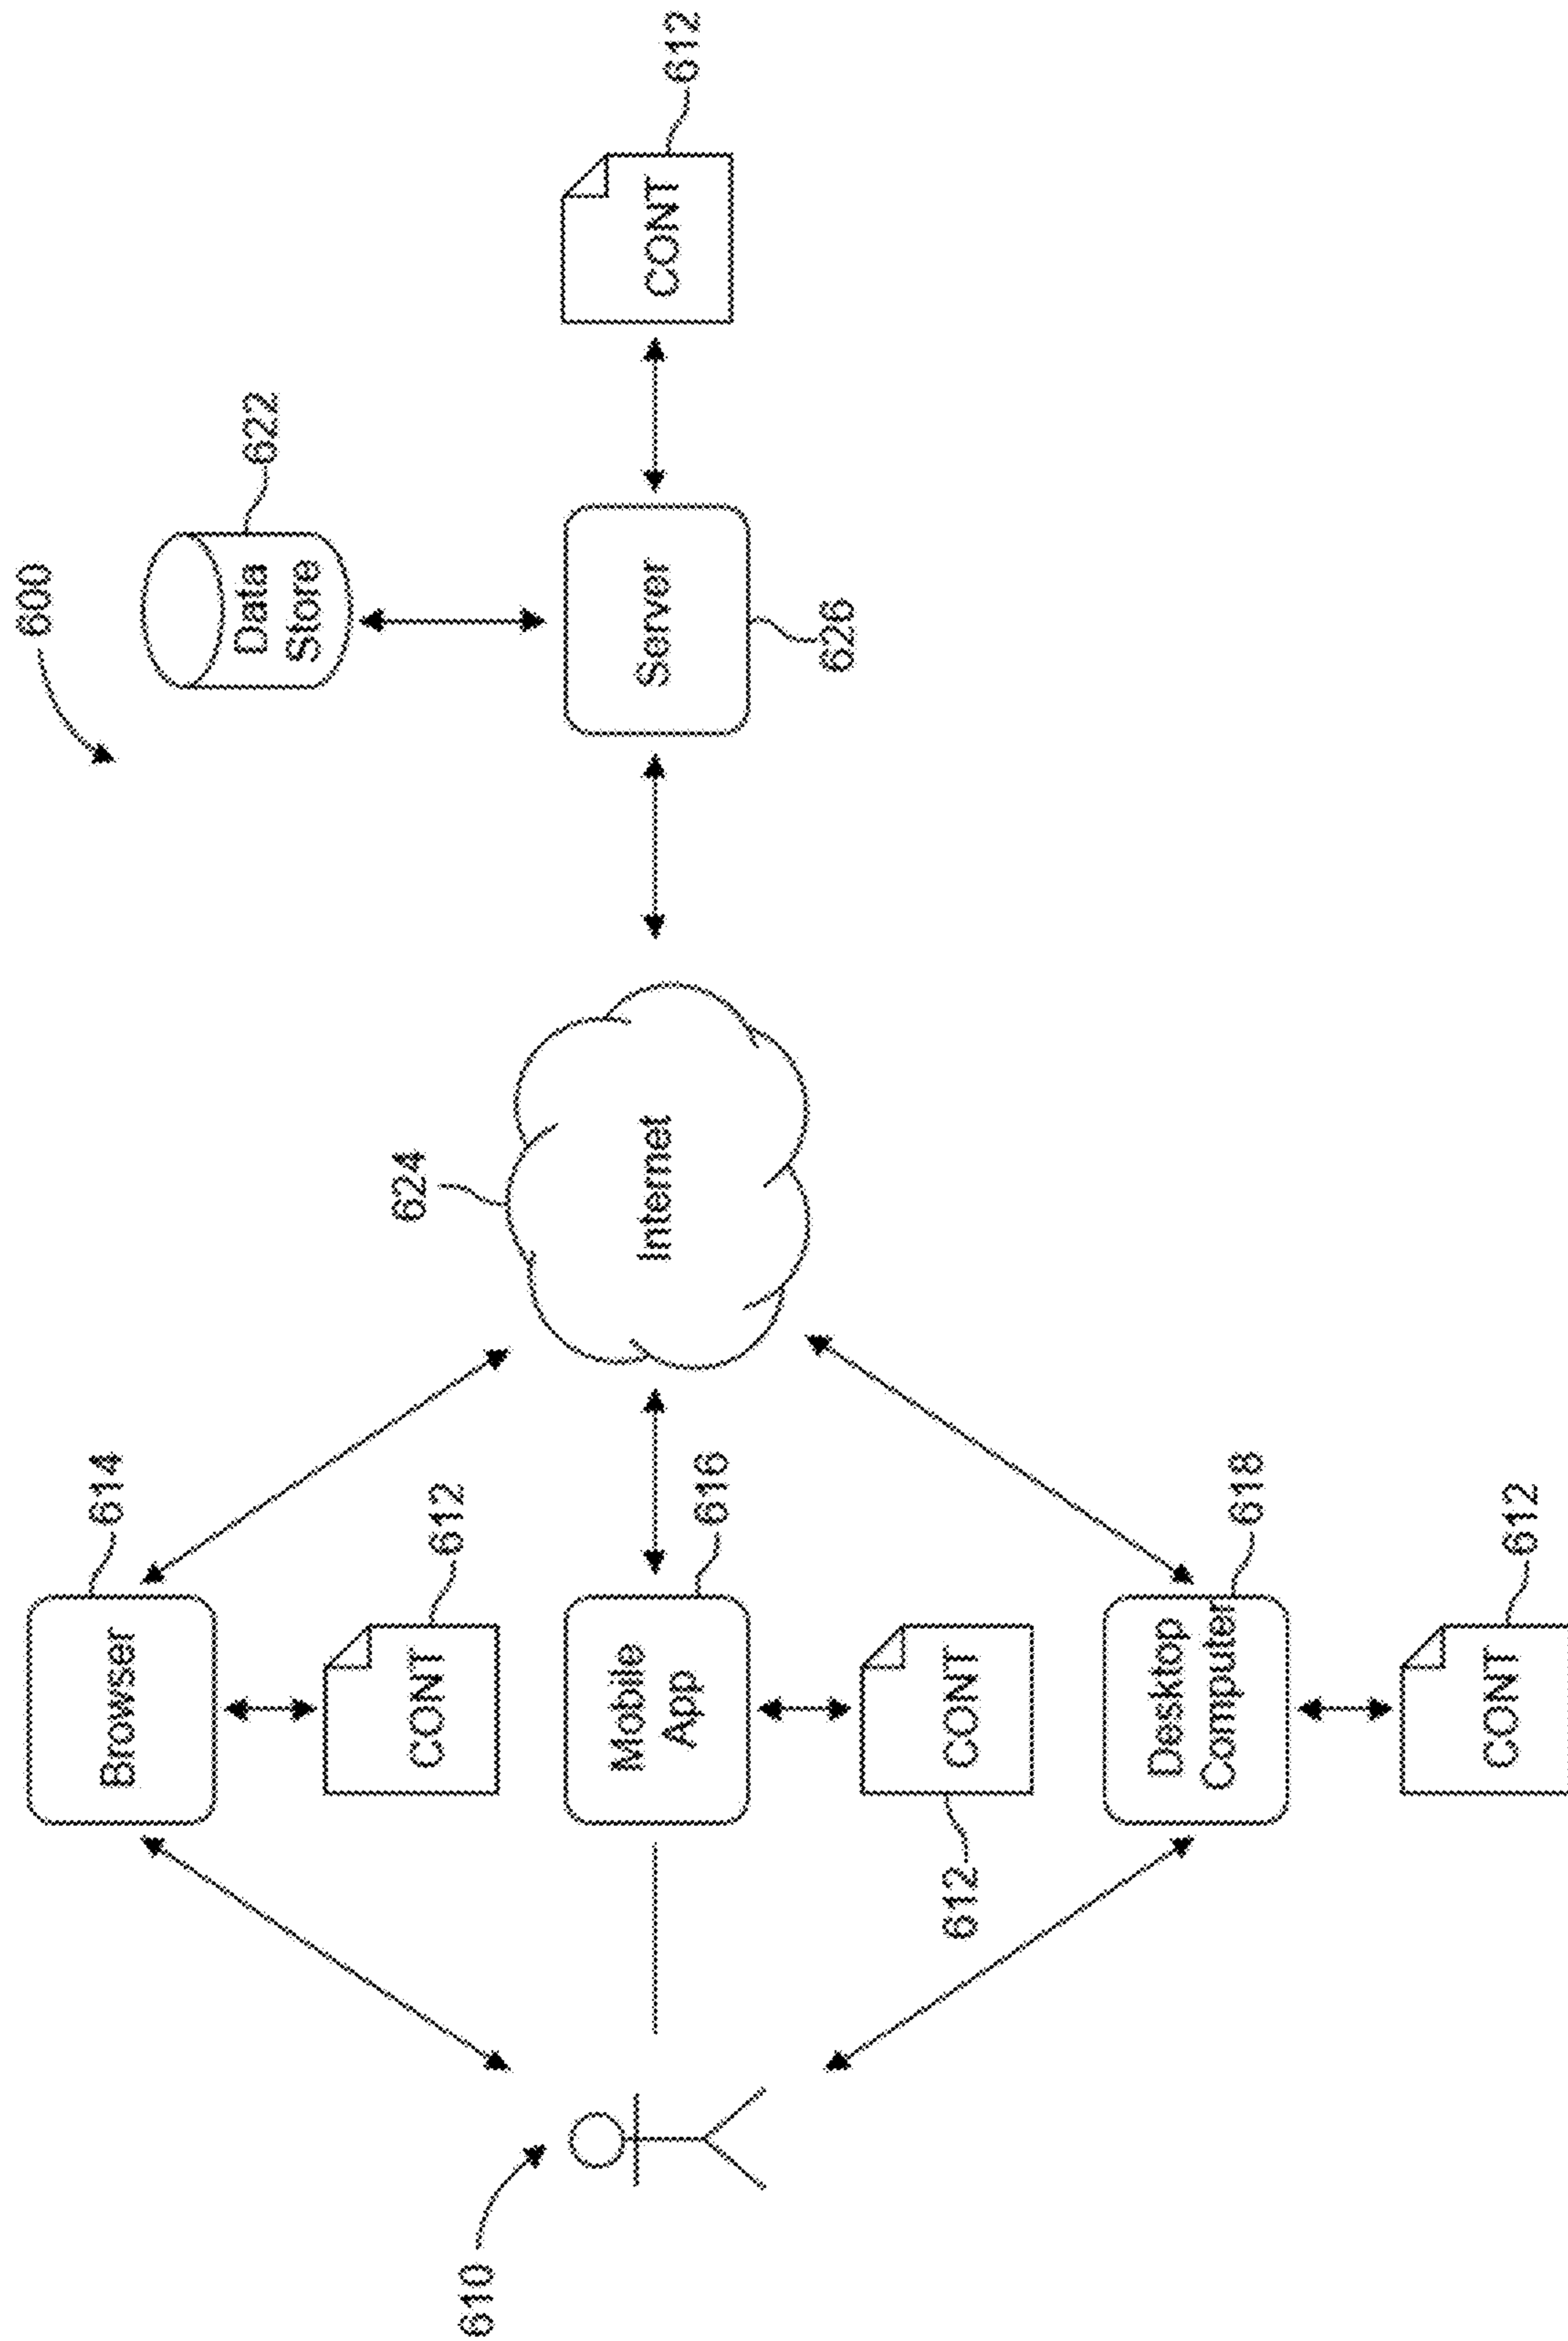 600
Browser
614
Data
Store
622
624
CONT
612
610
Mobile
App
616
Internet
Server
626
CONT
612
612
CONT
Desktop
Computer
618
CONT
612